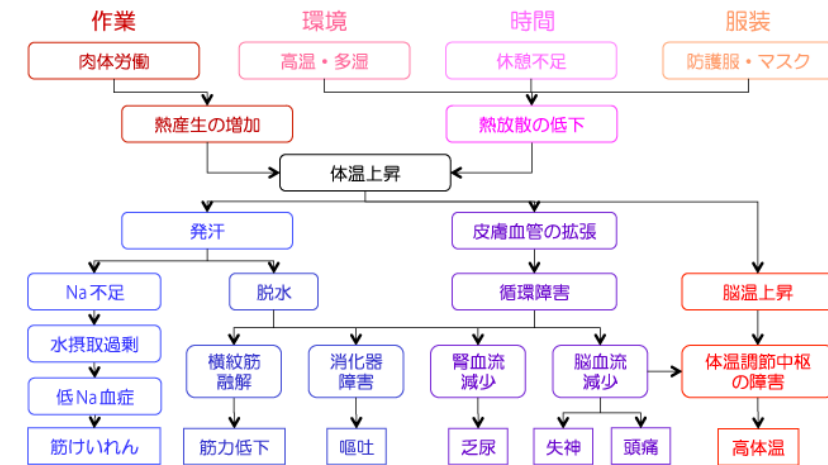 作業
環境
時間
服装
肉体労働
高温・多湿
休憩不足
防護服・マスク
熱産生の増加
熱放散の低下
体温上昇
発汗
皮膚血管の拡張
Na不足
脱水
循環障害
脳温上昇
水摂取過剰
横紋筋
融解
消化器
障害
腎血流
減少
脳血流
減少
体温調節中枢
の障害
低Na血症
筋けいれん
筋力低下
嘔吐
乏尿
失神
頭痛
高体温